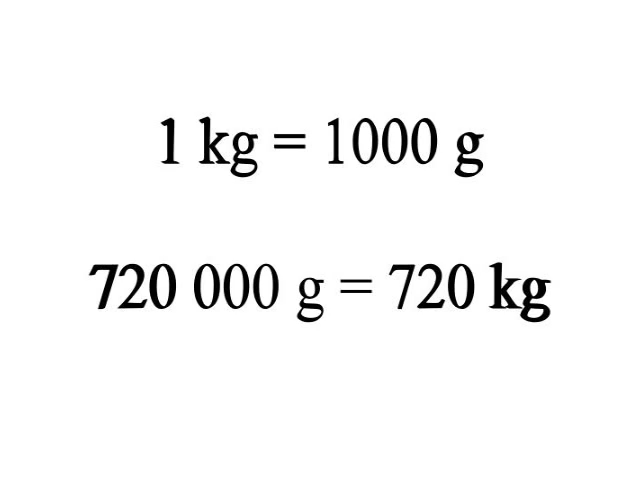 1 kg = 1000 g
720 000 g = 720 kg